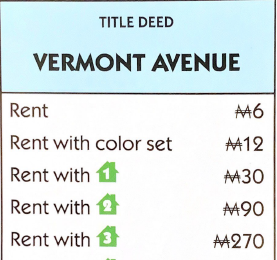 TITLE DEED
VERMONT AVENUE
Rent ₩6
Rent with color set ₩12
Rent with 1 ₩30
Rent with 2 ₩90
Rent with 3 ₩270